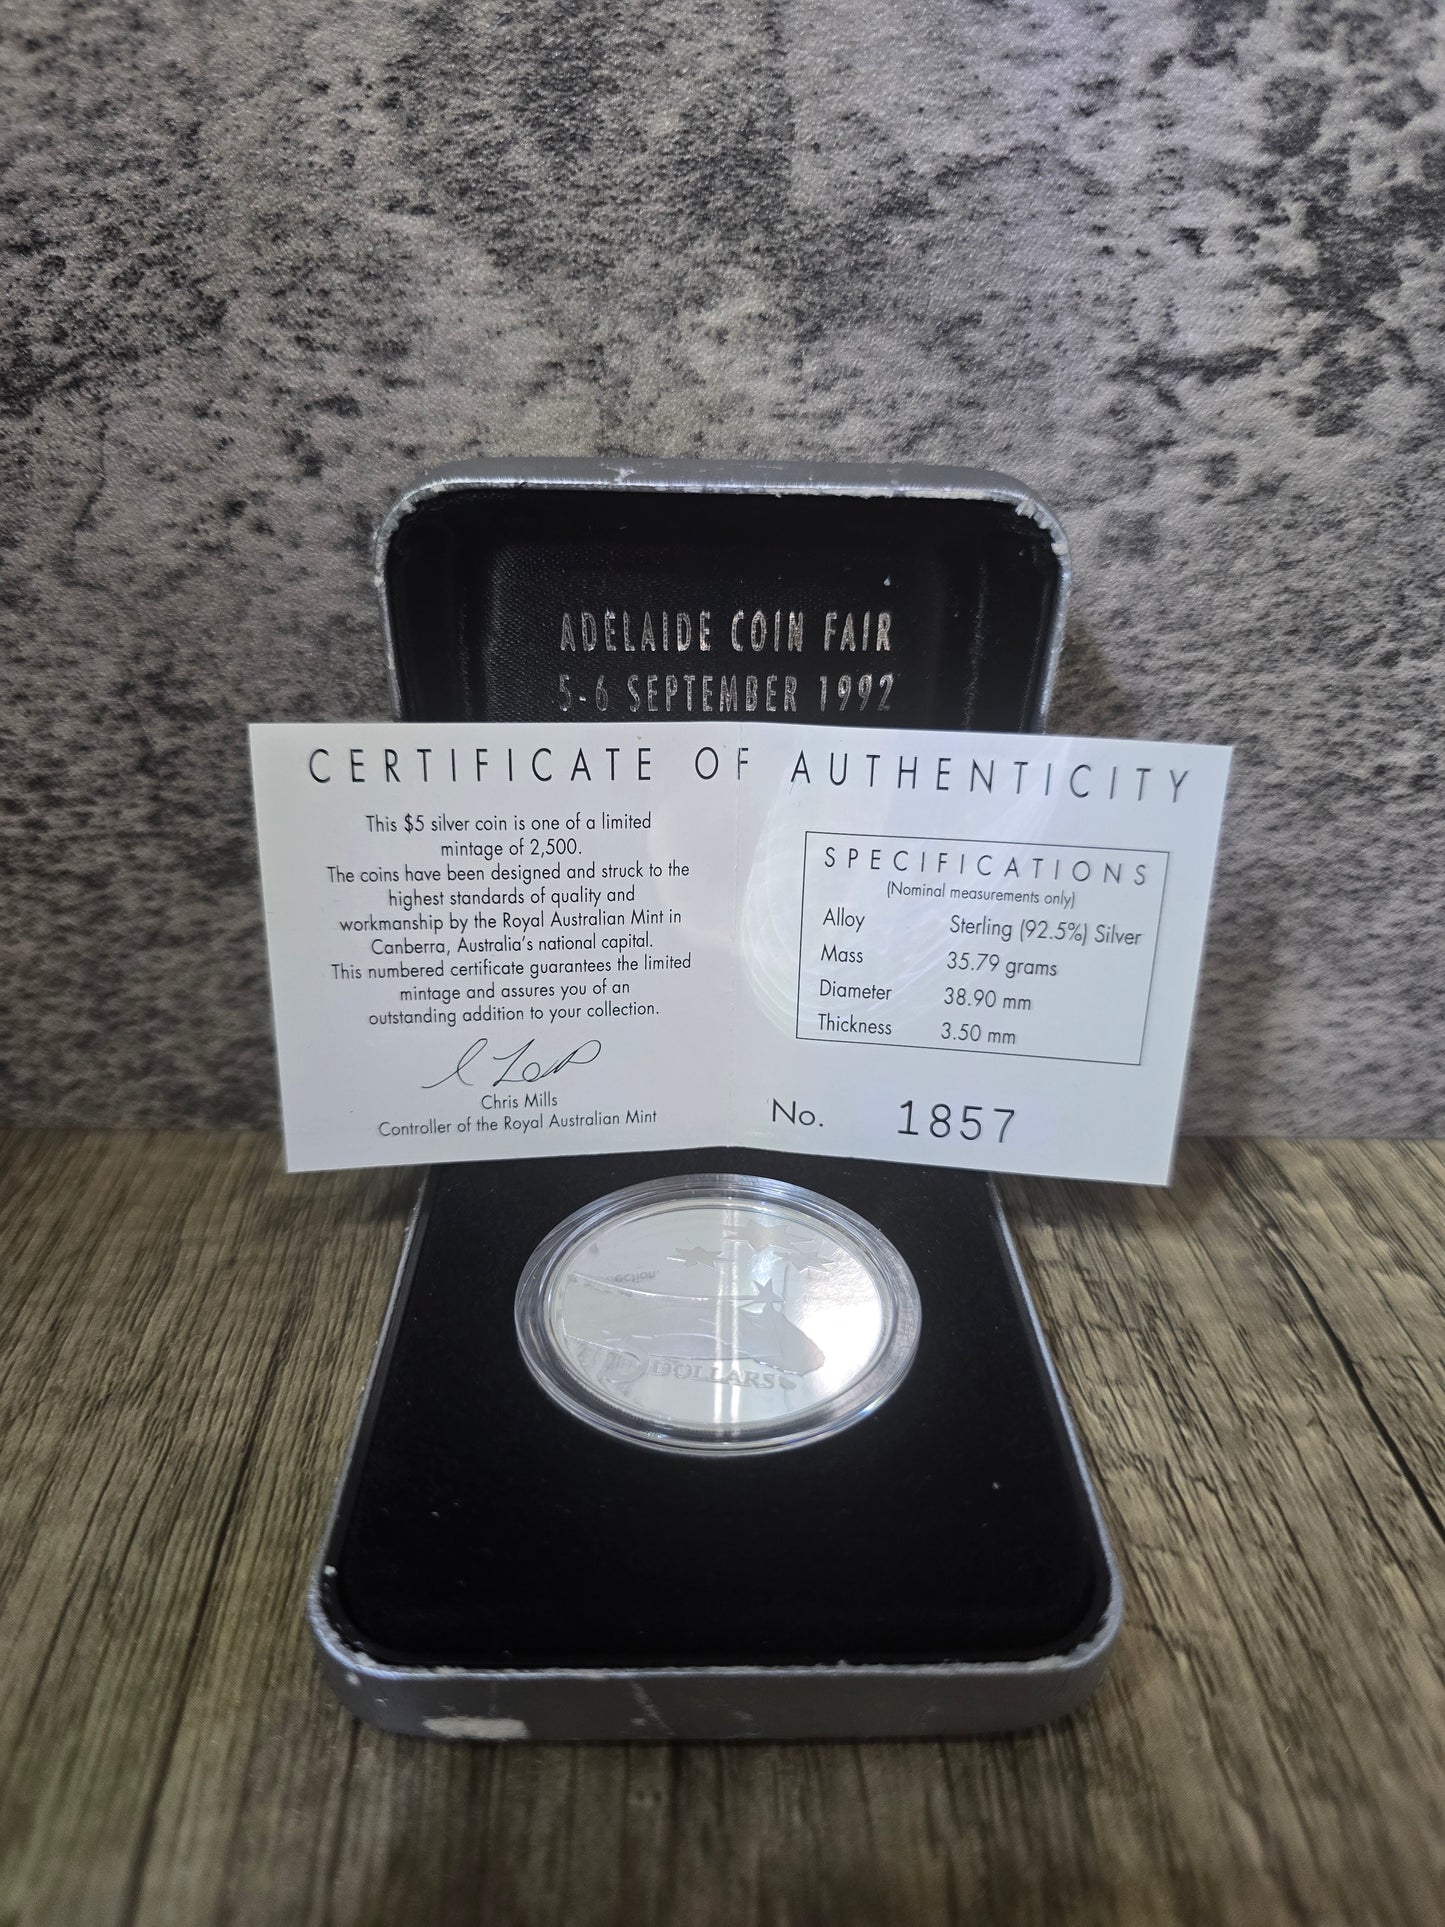 ADELAIDE COIN FAIR
5-6 SEPTEMBER 1992
CERTIFICATE OF AUTHENTICITY
This $5 silver coin is one of a limited
mintage of 2,500.
The coins have been designed and struck to the
highest standards of quality and
workmanship by the Royal Australian Mint in
Canberra, Australia's national capital.
This numbered certificate guarantees the limited
mintage and assures you of an
outstanding addition to your collection.
Chris Mills
Controller of the Royal Australian Mint
SPECIFICATIONS
(Nominal measurements only)
Alloy Sterling (92.5%) Silver
Mass 35.79 grams
Diameter 38.90 mm
Thickness 3.50 mm
No. 1857
DOLLARS